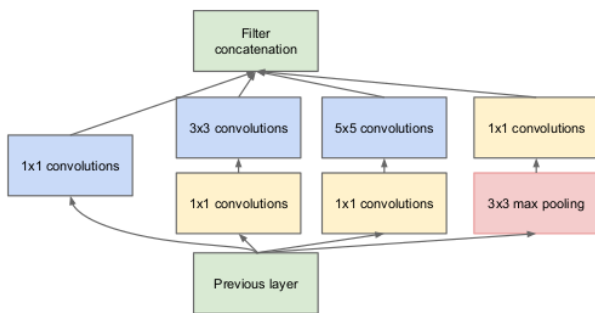 Filter
concatenation
3x3 convolutions
5x5 convolutions
1x1 convolutions
1x1 convolutions
1x1 convolutions
1x1 convolutions
3x3 max pooling
Previous layer